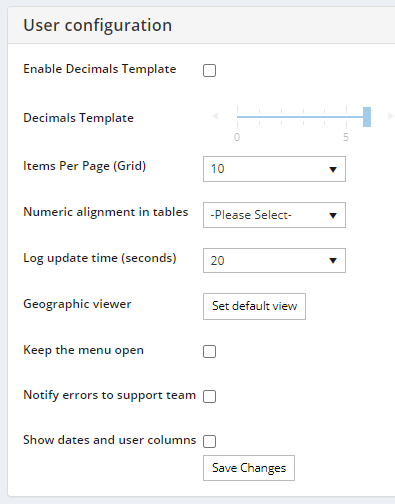 User configuration
Enable Decimals Template
Decimals Template
0 5
Items Per Page (Grid) 10
Numeric alignment in tables -Please Select-
Log update time (seconds) 20
Geographic viewer Set default view
Keep the menu open
Notify errors to support team
Show dates and user columns
Save Changes